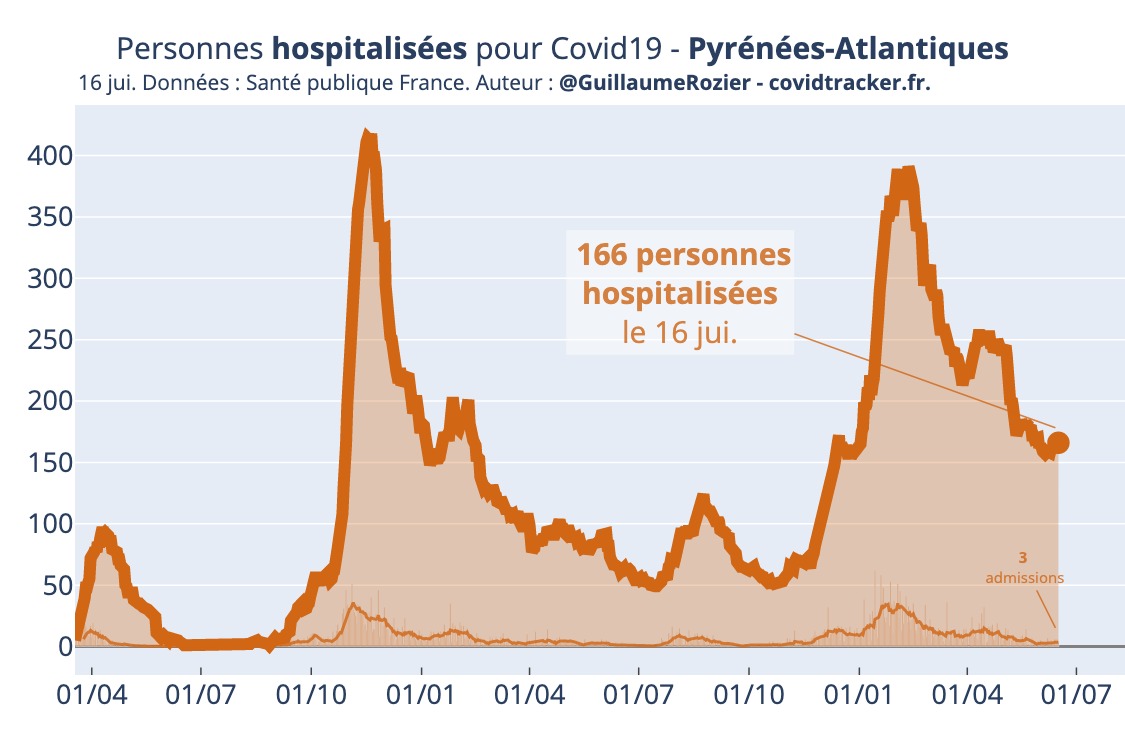 Personnes hospitalisées pour Covid19 - Pyrénées-Atlantiques
16 jui. Données : Santé publique France. Auteur : @GuillaumeRozier - covidtracker.fr.
400
350
300
250
200
150
100
50
0
166 personnes
hospitalisées
le 16 jui.
3
admissions
01/04 01/07 01/10 01/01 01/04 01/07 01/10 01/01 01/04 01/07